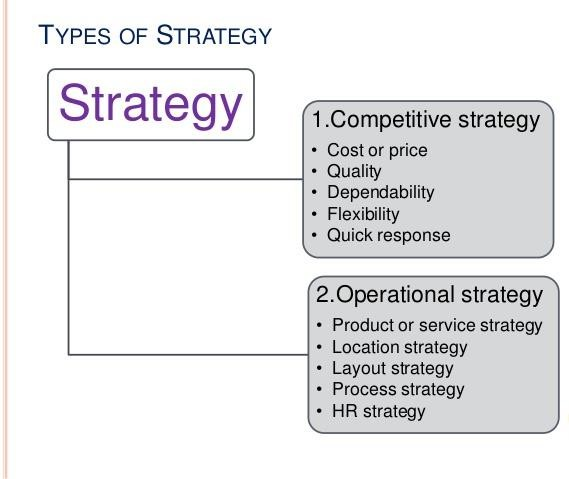 TYPES OF STRATEGY
Strategy
1.Competitive strategy
• Cost or price
• Quality
• Dependability
• Flexibility
• Quick response
2.Operational strategy
• Product or service strategy
• Location strategy
• Layout strategy
• Process strategy
• HR strategy